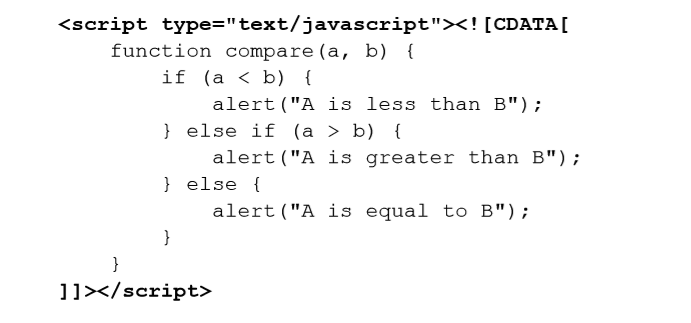 <script type="text/javascript"><![CDATA[
    function compare(a, b) {
        if (a < b) {
            alert("A is less than B");
        } else if (a > b) {
            alert("A is greater than B");
        } else {
            alert("A is equal to B");
        }
    }
]]></script>